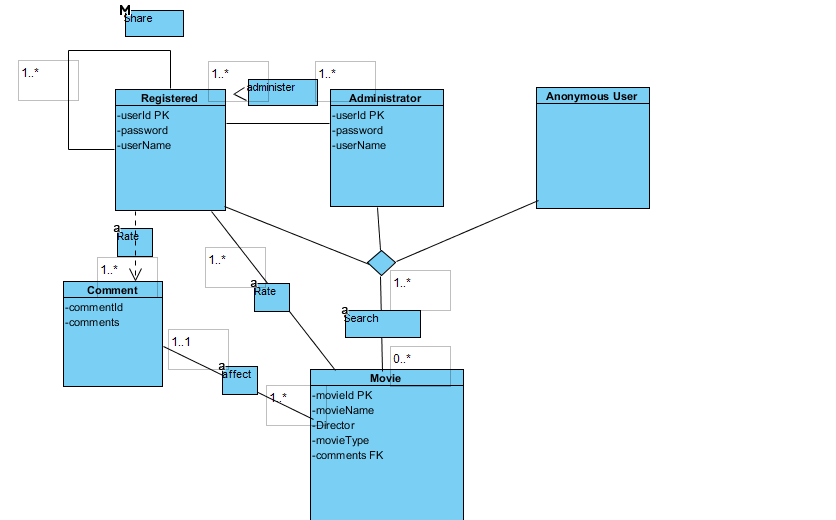 M
Share
1..*
1..*
administer
1..*
Registered
-userId PK
-password
-userName
Administrator
-userId PK
-password
-userName
Anonymous User
a
Rate
1..*
1..*
a
Rate
1..*
a
Search
Comment
-commentId
-comments
1..1
a
affect
1..*
0..*
Movie
-movieId PK
-movieName
-Director
-movieType
-comments FK